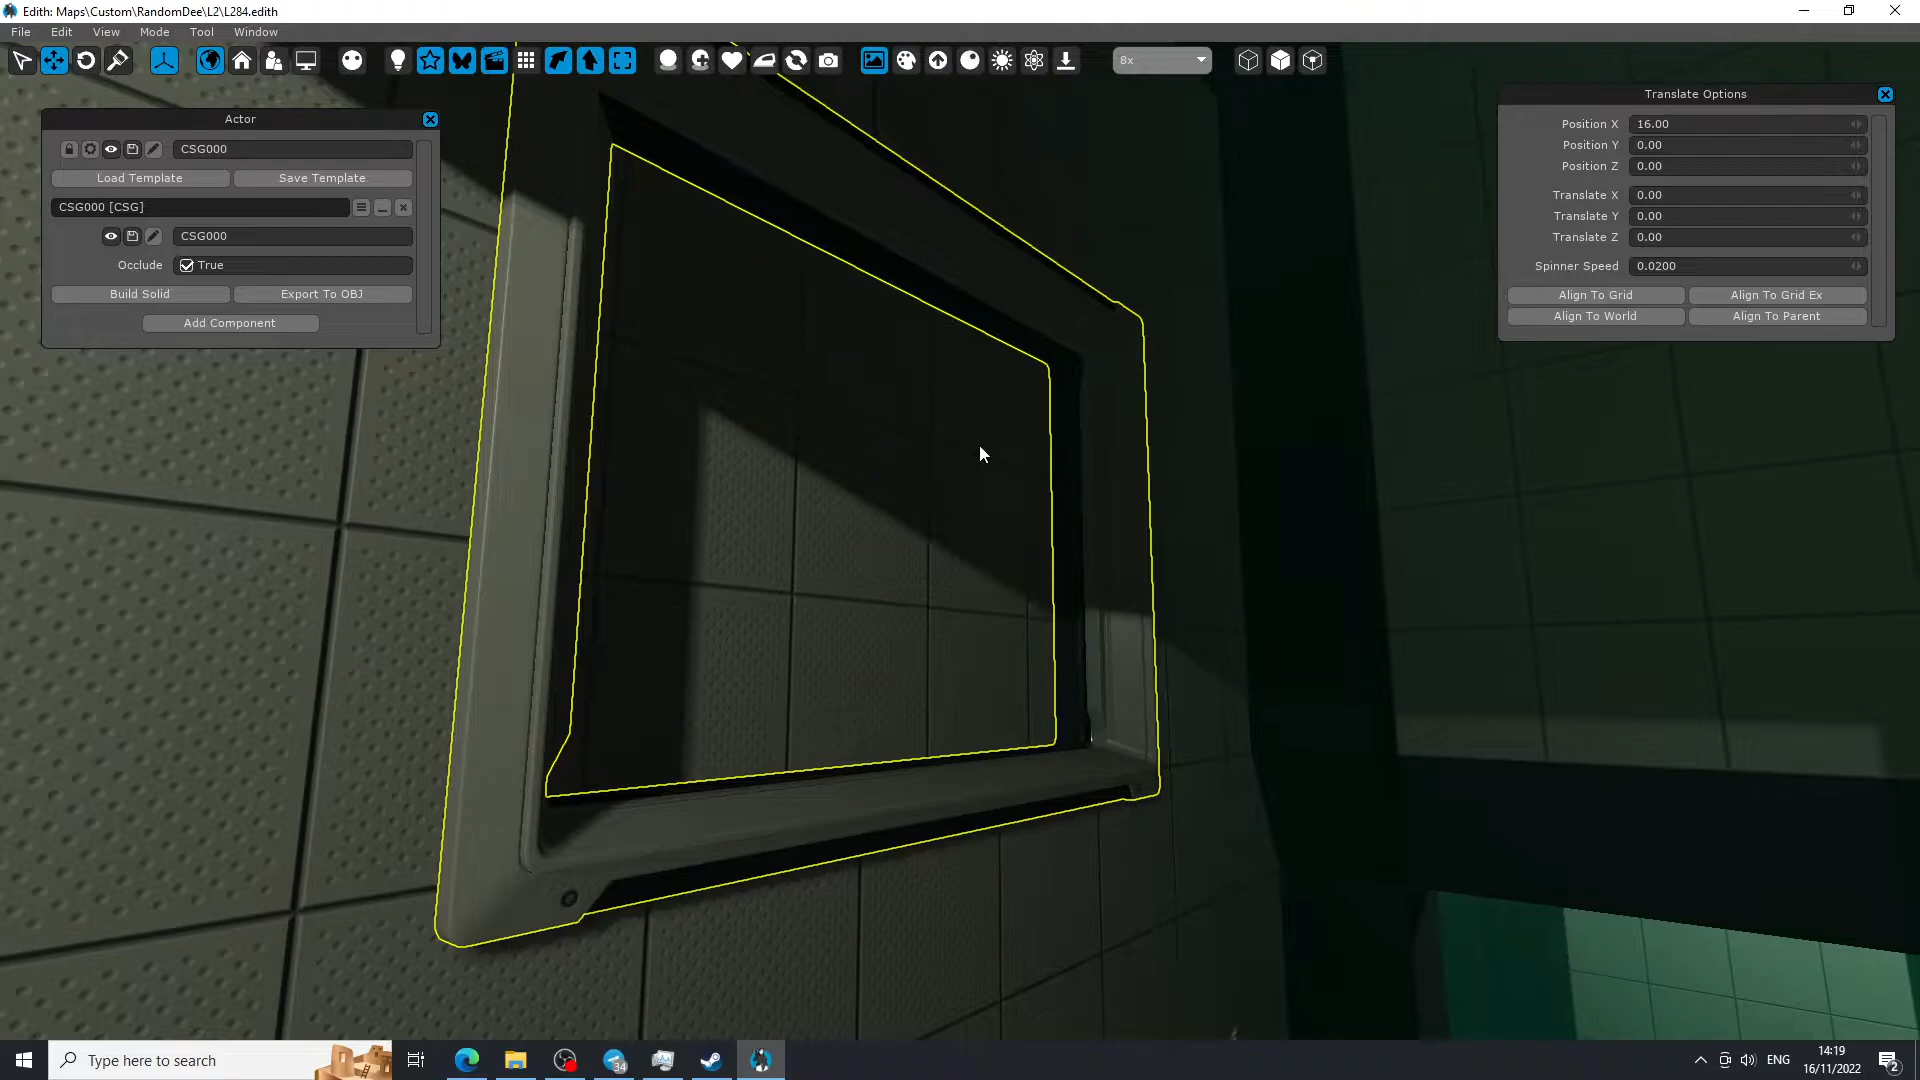 Edith: Maps\Custom\RandomDee\L2\L284.edith
File Edit View Mode Tool Window
8x
Actor
CSG000
Load Template Save Template
CSG000 [CSG]
CSG000
Occlude True
Build Solid Export To OBJ
Add Component
Translate Options
Position X 16.00
Position Y 0.00
Position Z 0.00
Translate X 0.00
Translate Y 0.00
Translate Z 0.00
Spinner Speed 0.0200
Align To Grid Align To Grid Ex
Align To World Align To Parent
Type here to search
34
ENG
14:19
16/11/2022
2